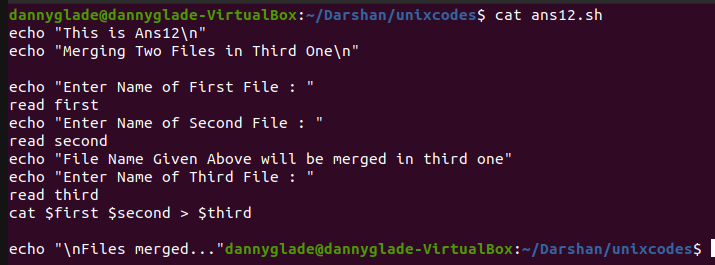 dannyglade@dannyglade-VirtualBox:~/Darshan/unixcodes$ cat ans12.sh
echo "This is Ans12\n"
echo "Merging Two Files in Third One\n"
echo "Enter Name of First File : "
read first
echo "Enter Name of Second File : "
read second
echo "File Name Given Above will be merged in third one"
echo "Enter Name of Third File : "
read third
cat $first $second > $third
echo "\nFiles merged..."dannyglade@dannyglade-VirtualBox:~/Darshan/unixcodes$